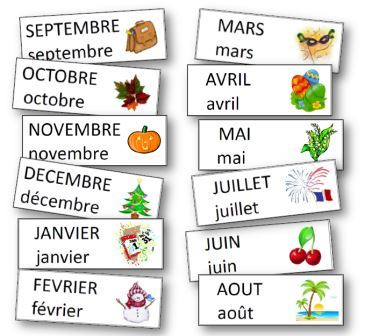 SEPTEMBRE
septembre
OCTOBRE
octobre
NOVEMBRE
novembre
DECEMBRE
décembre
JANVIER
janvier
FEVRIER
février
MARS
mars
AVRIL
avril
MAI
mai
JUILLET
juillet
JUIN
juin
AOUT
août